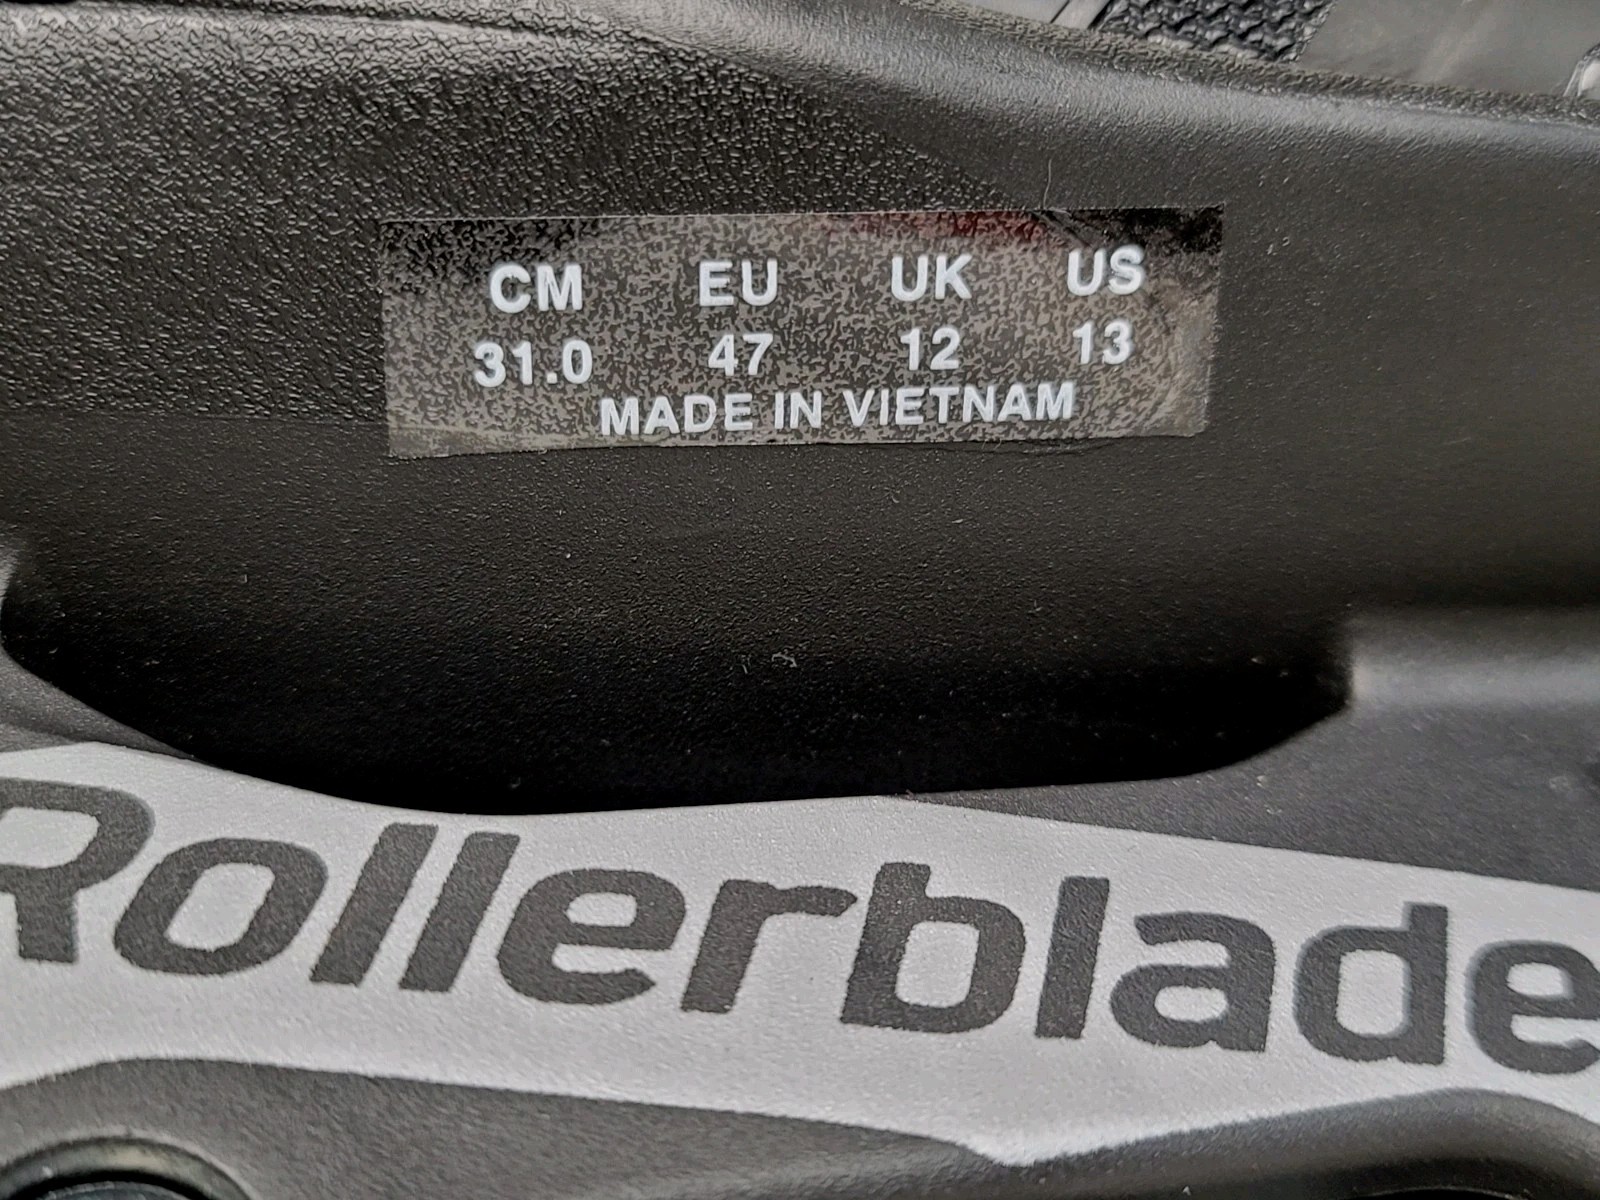 CM EU UK US
31.0 47 12 13
MADE IN VIETNAM
Rollerblade